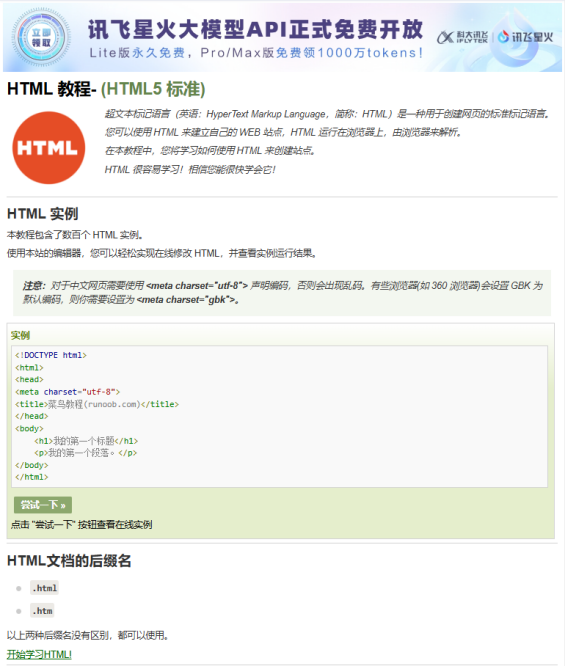 立即
领取
讯飞星火大模型API正式免费开放
Lite版永久免费，Pro/Max版免费领1000万tokens！
科大讯飞
iFLYTEK
讯飞星火
HTML 教程- (HTML5 标准)
HTML
超文本标记语言（英语：HyperText Markup Language，简称：HTML）是一种用于创建网页的标准标记语言。
您可以使用 HTML 来建立自己的 WEB 站点，HTML 运行在浏览器上，由浏览器来解析。
在本教程中，您将学习如何使用 HTML 来创建站点。
HTML 很容易学习！相信您能很快学会它！
HTML 实例
本教程包含了数百个 HTML 实例。
使用本站的编辑器，您可以轻松实现在线修改 HTML，并查看实例运行结果。
注意：对于中文网页需要使用 <meta charset="utf-8"> 声明编码，否则会出现乱码。有些浏览器(如 360 浏览器)会设置 GBK 为
默认编码，则你需要设置为 <meta charset="gbk">。
实例
<!DOCTYPE html>
<html>
<head>
<meta charset="utf-8">
<title>菜鸟教程(runoob.com)</title>
</head>
<body>
<h1>我的第一个标题</h1>
<p>我的第一个段落。</p>
</body>
</html>
尝试一下 »
点击 "尝试一下" 按钮查看在线实例
HTML文档的后缀名
.html
.htm
以上两种后缀名没有区别，都可以使用。
开始学习HTML!